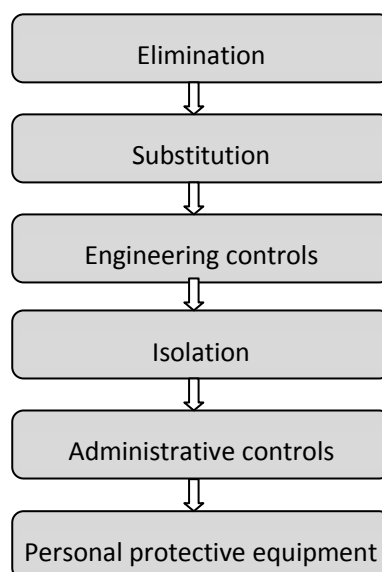 Elimination
Substitution
Engineering controls
Isolation
Administrative controls
Personal protective equipment